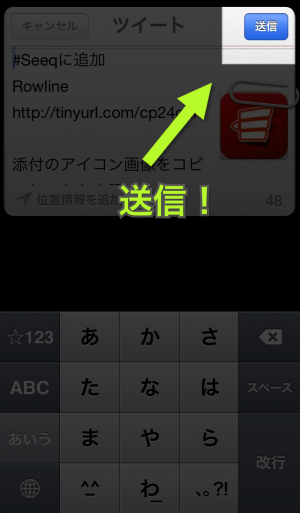 キャンセル ツイート 送信
#Seeqに追加
Rowline
http://tinyurl.com/cp24
添付のアイコン画像をコピ
位置情報を追加 48
送信！
☆123 あ か さ
ABC た な は スペース
あいう ま や ら 改行
^_^ わ_ 、。?!